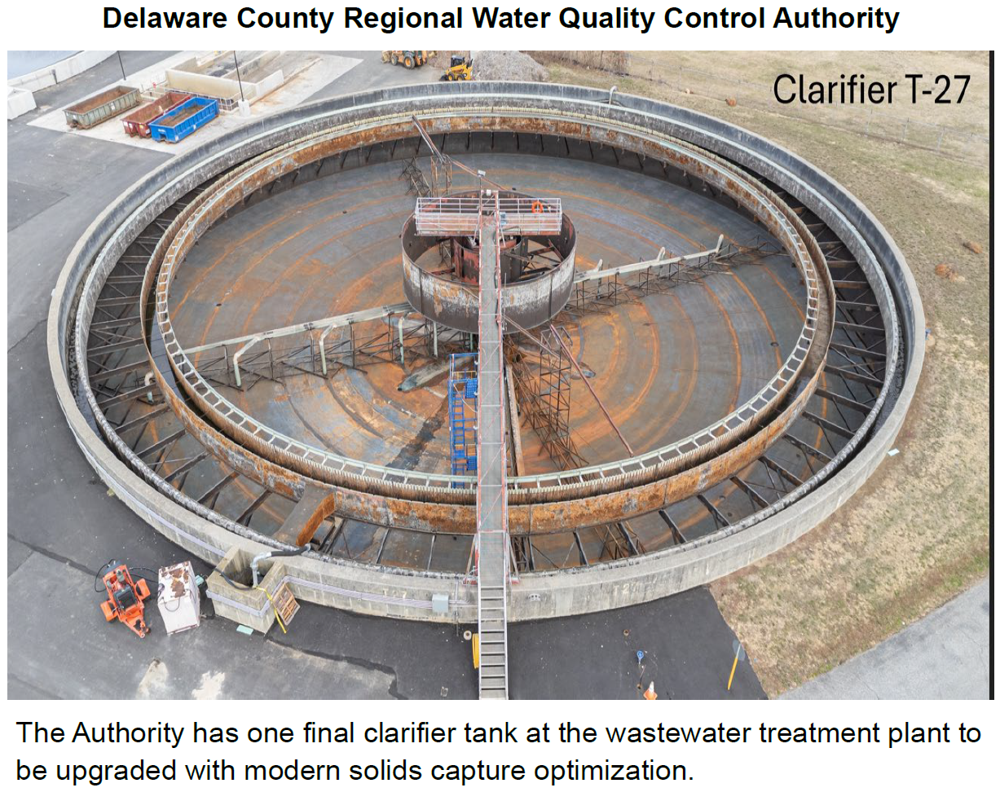 Delaware County Regional Water Quality Control Authority
Clarifier T-27
The Authority has one final clarifier tank at the wastewater treatment plant to
be upgraded with modern solids capture optimization.